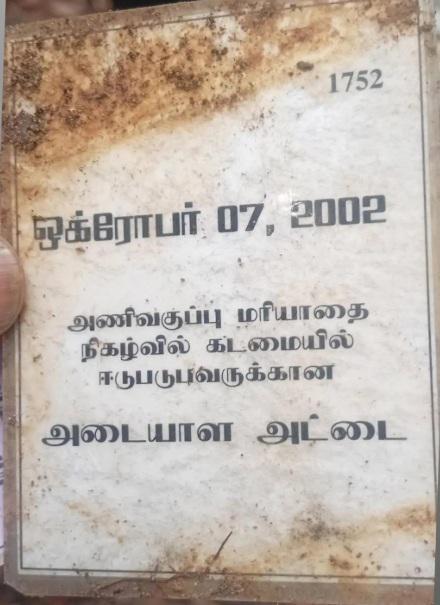 1752
ஒக்ரோபர் 07, 2002
அணிவகுப்பு மரியாதை
நிகழ்வில் கடமையில்
ஈடுபடுபவருக்கான
அடையாள அட்டை